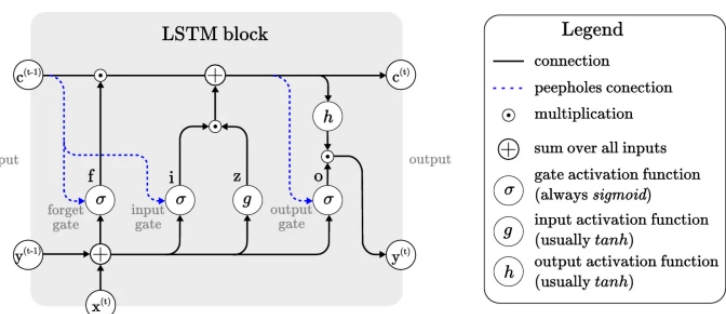 LSTM block
c(t-1)
c(t)
h
put
output
f
i
z
o
σ
σ
g
σ
forget
gate
input
gate
output
gate
y(t-1)
y(t)
x(t)
Legend
connection
peepholes conection
multiplication
sum over all inputs
σ
gate activation function
(always sigmoid)
g
input activation function
(usually tanh)
h
output activation function
(usually tanh)